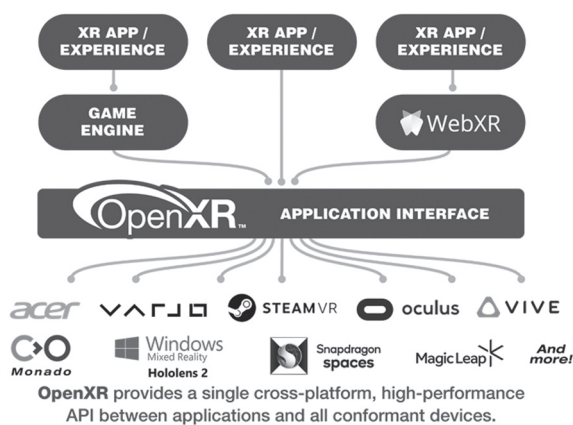 XR APP /
EXPERIENCE
XR APP /
EXPERIENCE
XR APP /
EXPERIENCE
GAME
ENGINE
WebXR
OpenXR™ APPLICATION INTERFACE
acer
VARJO
STEAMVR
oculus
VIVE
Monado
Windows
Mixed Reality
Hololens 2
Snapdragon
spaces
Magic Leap
And
more!
OpenXR provides a single cross-platform, high-performance
API between applications and all conformant devices.